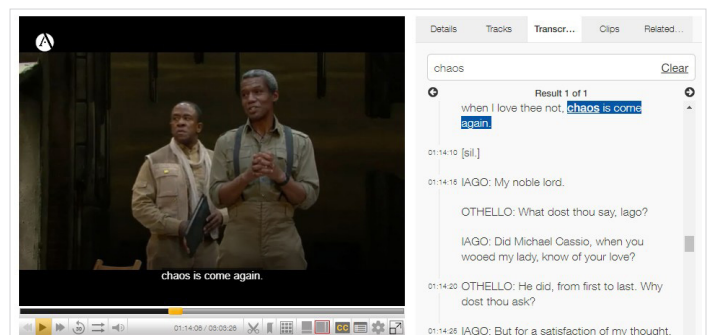 A
chaos is come again.
01:14:06 / 03:03:26
CC
Details Tracks Transcr... Clips Related...
chaos Clear
Result 1 of 1
when I love thee not, chaos is come
again.
01:14:10 [sil.]
01:14:16 IAGO: My noble lord.
OTHELLO: What dost thou say, Iago?
IAGO: Did Michael Cassio, when you
wooed my lady, know of your love?
01:14:20 OTHELLO: He did, from first to last. Why
dost thou ask?
01:14:26 IAGO: But for a satisfaction of my thought,